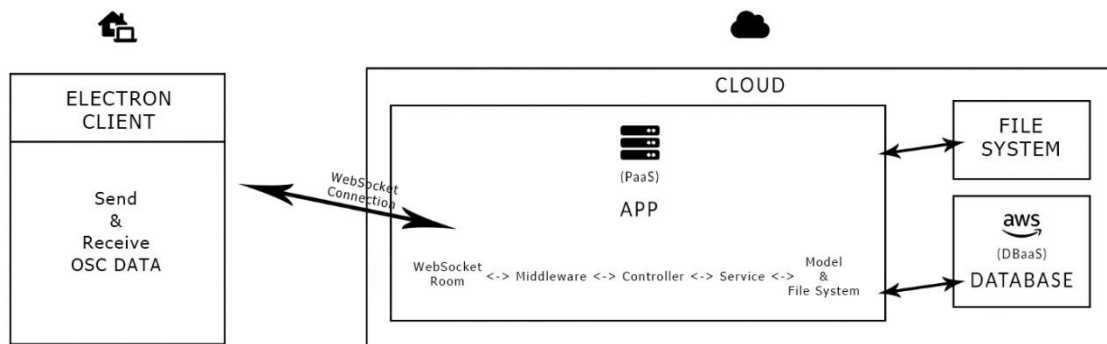 ELECTRON
CLIENT
Send
&
Receive
OSC DATA
WebSocket
Connection
CLOUD
(PaaS)
APP
WebSocket
Room
<-> Middleware <-> Controller <-> Service <->
Model
&
File System
FILE
SYSTEM
aws
(DBaaS)
DATABASE